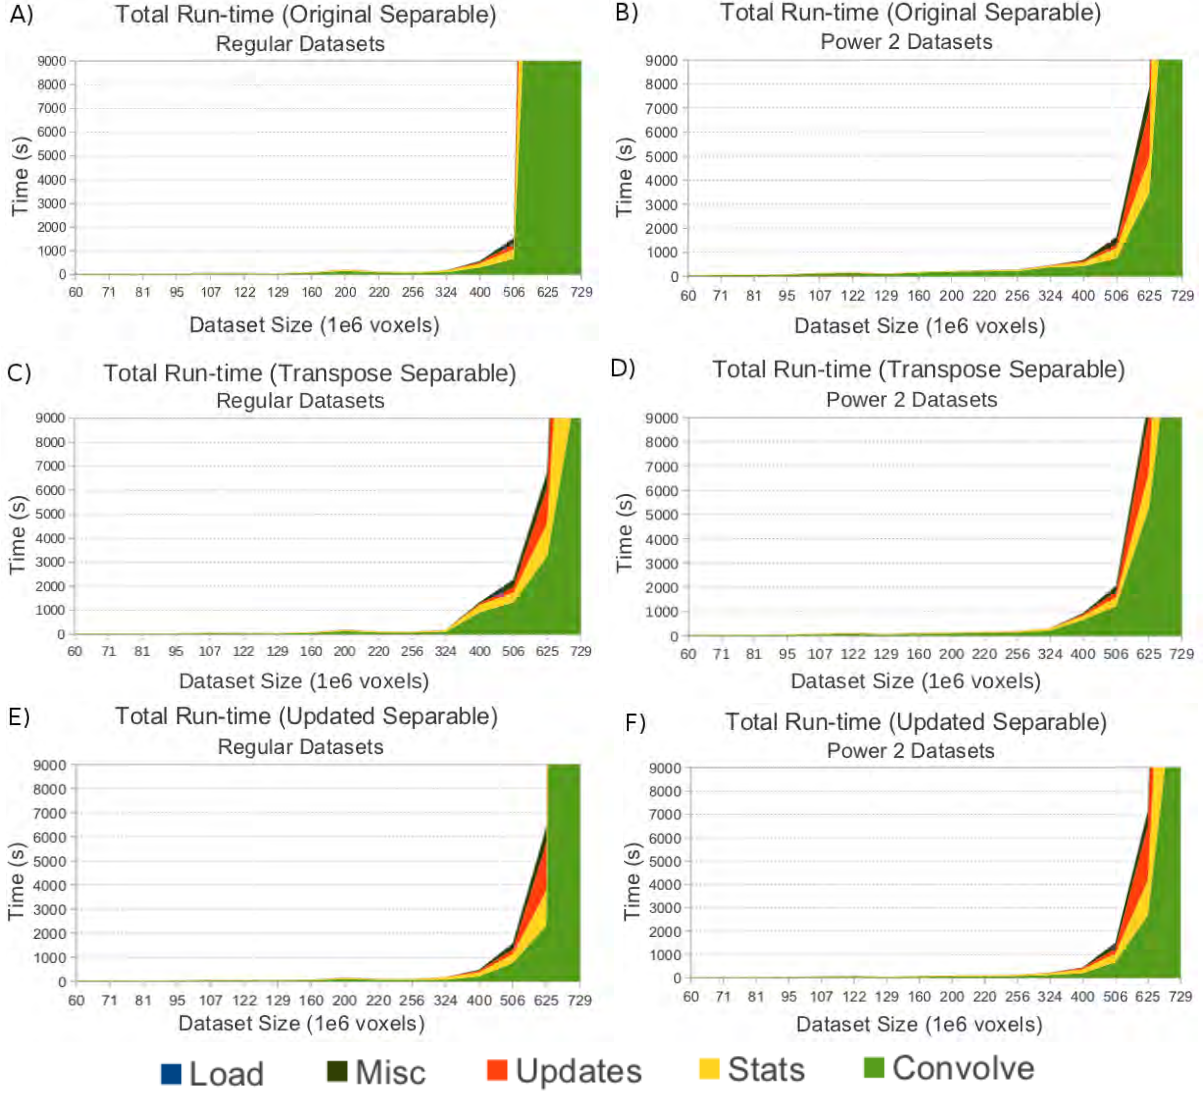 A)
Total Run-time (Original Separable)
Regular Datasets
9000
8000
7000
6000
5000
4000
3000
2000
1000
0
Time (s)
60 71 81 95 107 122 129 160 200 220 256 324 400 506 625 729
Dataset Size (1e6 voxels)
B)
Total Run-time (Original Separable)
Power 2 Datasets
9000
8000
7000
6000
5000
4000
3000
2000
1000
0
Time (s)
60 71 81 95 107 122 129 160 200 220 256 324 400 506 625 729
Dataset Size (1e6 voxels)
C)
Total Run-time (Transpose Separable)
Regular Datasets
9000
8000
7000
6000
5000
4000
3000
2000
1000
0
Time (s)
60 71 81 95 107 122 129 160 200 220 256 324 400 506 625 729
Dataset Size (1e6 voxels)
D)
Total Run-time (Transpose Separable)
Power 2 Datasets
9000
8000
7000
6000
5000
4000
3000
2000
1000
0
Time (s)
60 71 81 95 107 122 129 160 200 220 256 324 400 506 625 729
Dataset Size (1e6 voxels)
E)
Total Run-time (Updated Separable)
Regular Datasets
9000
8000
7000
6000
5000
4000
3000
2000
1000
0
Time (s)
60 71 81 95 107 122 129 160 200 220 256 324 400 506 625 729
Dataset Size (1e6 voxels)
F)
Total Run-time (Updated Separable)
Power 2 Datasets
9000
8000
7000
6000
5000
4000
3000
2000
1000
0
Time (s)
60 71 81 95 107 122 129 160 200 220 256 324 400 506 625 729
Dataset Size (1e6 voxels)
Load Misc Updates Stats Convolve